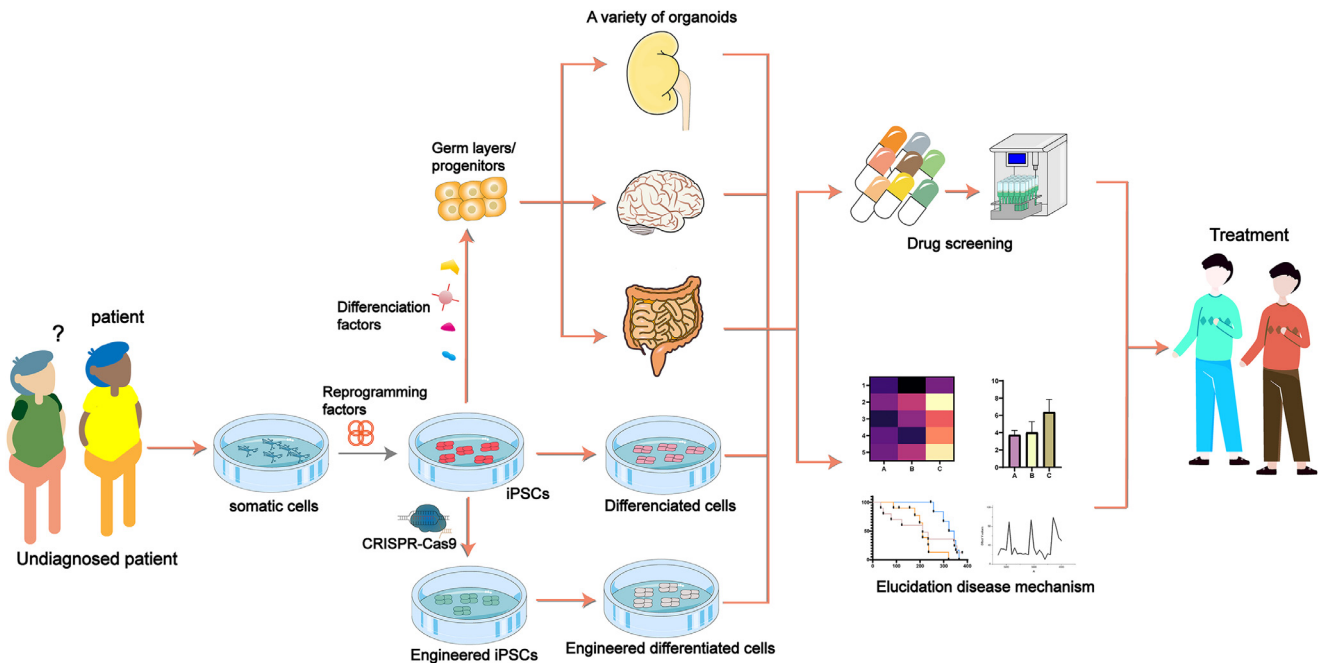 A variety of organoids
Germ layers/
progenitors
Differenciation
factors
?
patient
Undiagnosed patient
Reprogramming
factors
somatic cells
iPSCs
Differenciated cells
CRISPR-Cas9
Engineered iPSCs
Engineered differentiated cells
Drug screening
Treatment
1
2
3
4
5
A B C
10
8
6
4
2
0
A B C
100
50
0
0 100 200 300 400
Elucidation disease mechanism